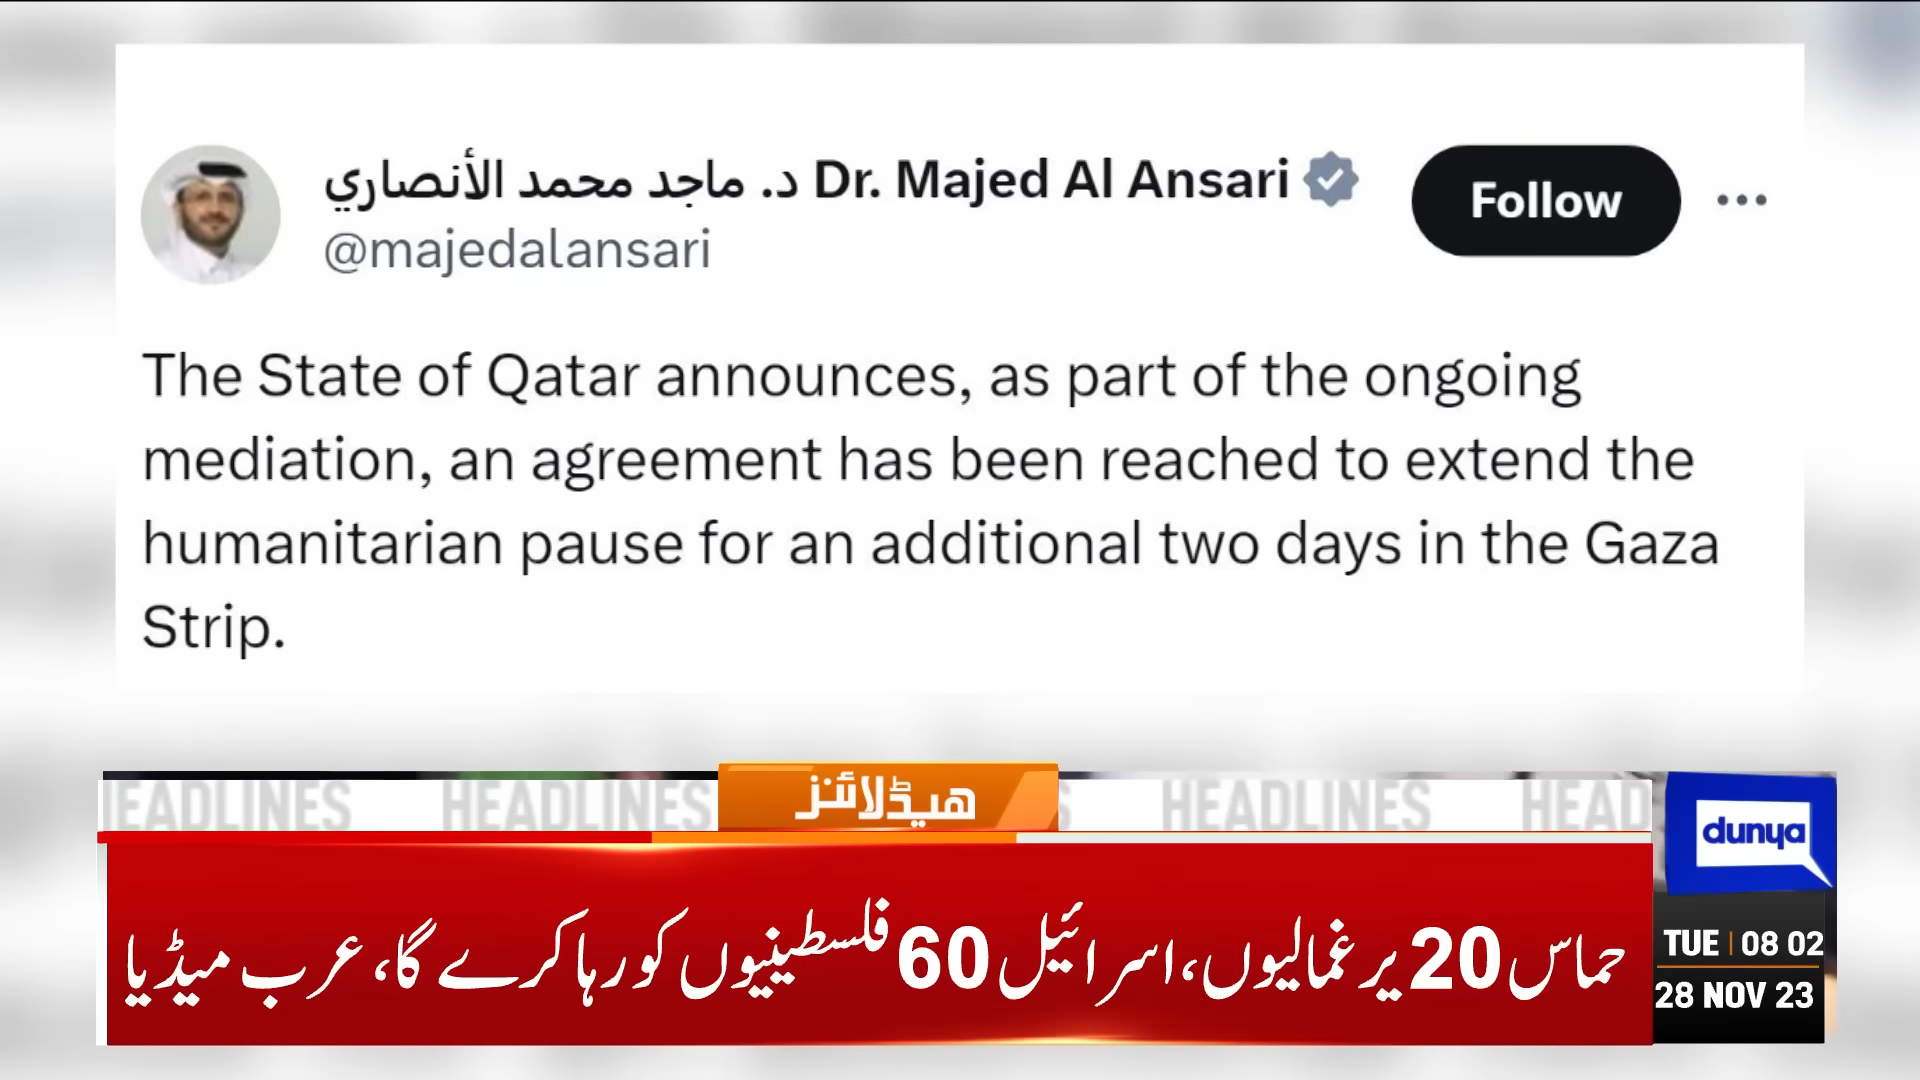 د. ماجد محمد الأنصاري Dr. Majed Al Ansari
@majedalansari
Follow
The State of Qatar announces, as part of the ongoing
mediation, an agreement has been reached to extend the
humanitarian pause for an additional two days in the Gaza
Strip.
HEADLINES
HEADLINES
ھیڈلائنز
HEADLINES
HEAD
dunya
حماس 20 یرغمالیوں، اسرائیل 60 فلسطینیوں کو رہا کرے گا، عرب میڈیا
TUE | 08 02
28 NOV 23